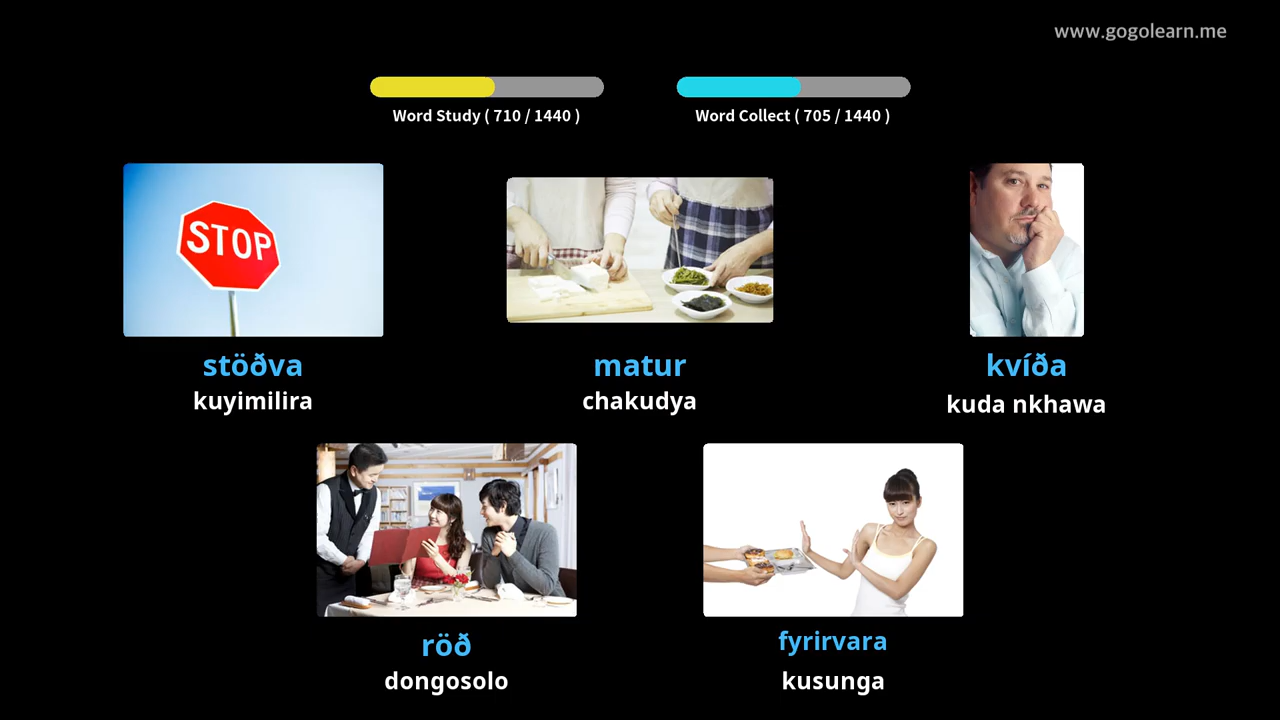 www.gogolearn.me
Word Study ( 710 / 1440 )
Word Collect ( 705 / 1440 )
STOP
stöðva
kuyimilira
matur
chakudya
kvíða
kuda nkhawa
röð
dongosolo
fyrirvara
kusunga